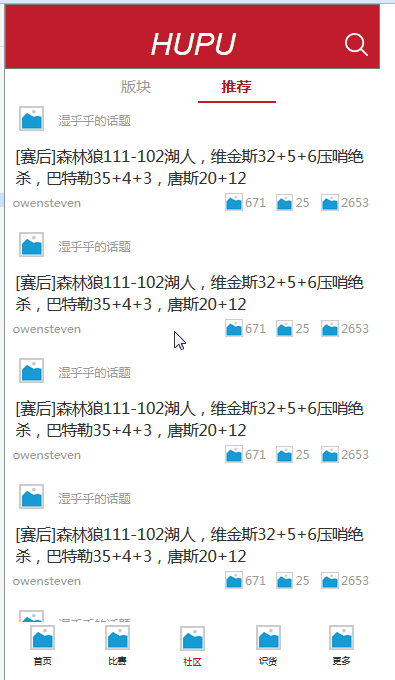 HUPU
版块 推荐
湿乎乎的话题
[赛后]森林狼111-102湖人，维金斯32+5+6压哨绝
杀，巴特勒35+4+3，唐斯20+12
owensteven 671 25 2653
湿乎乎的话题
[赛后]森林狼111-102湖人，维金斯32+5+6压哨绝
杀，巴特勒35+4+3，唐斯20+12
owensteven 671 25 2653
湿乎乎的话题
[赛后]森林狼111-102湖人，维金斯32+5+6压哨绝
杀，巴特勒35+4+3，唐斯20+12
owensteven 671 25 2653
湿乎乎的话题
[赛后]森林狼111-102湖人，维金斯32+5+6压哨绝
杀，巴特勒35+4+3，唐斯20+12
owensteven 671 25 2653
湿乎乎的话题
首页 比赛 社区 识货 更多